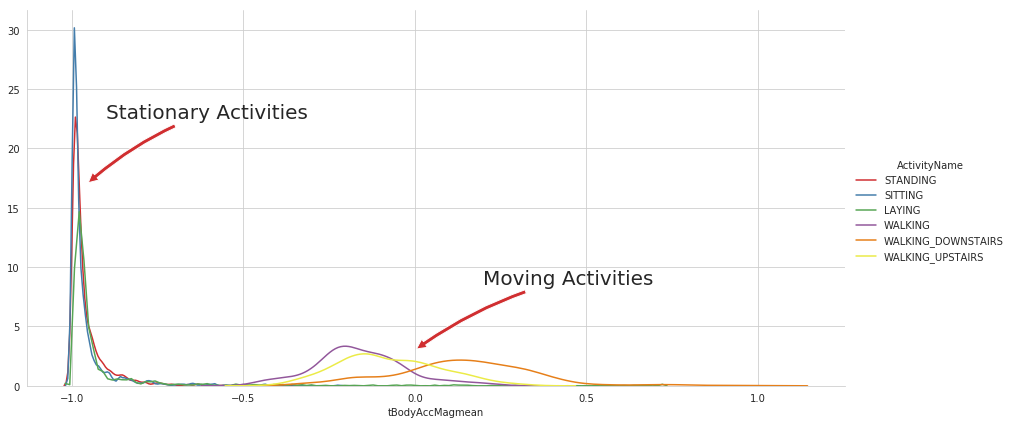 30
25
20
15
10
5
0
Stationary Activities
Moving Activities
−1.0
−0.5
0.0
0.5
1.0
tBodyAccMagmean
ActivityName
STANDING
SITTING
LAYING
WALKING
WALKING_DOWNSTAIRS
WALKING_UPSTAIRS